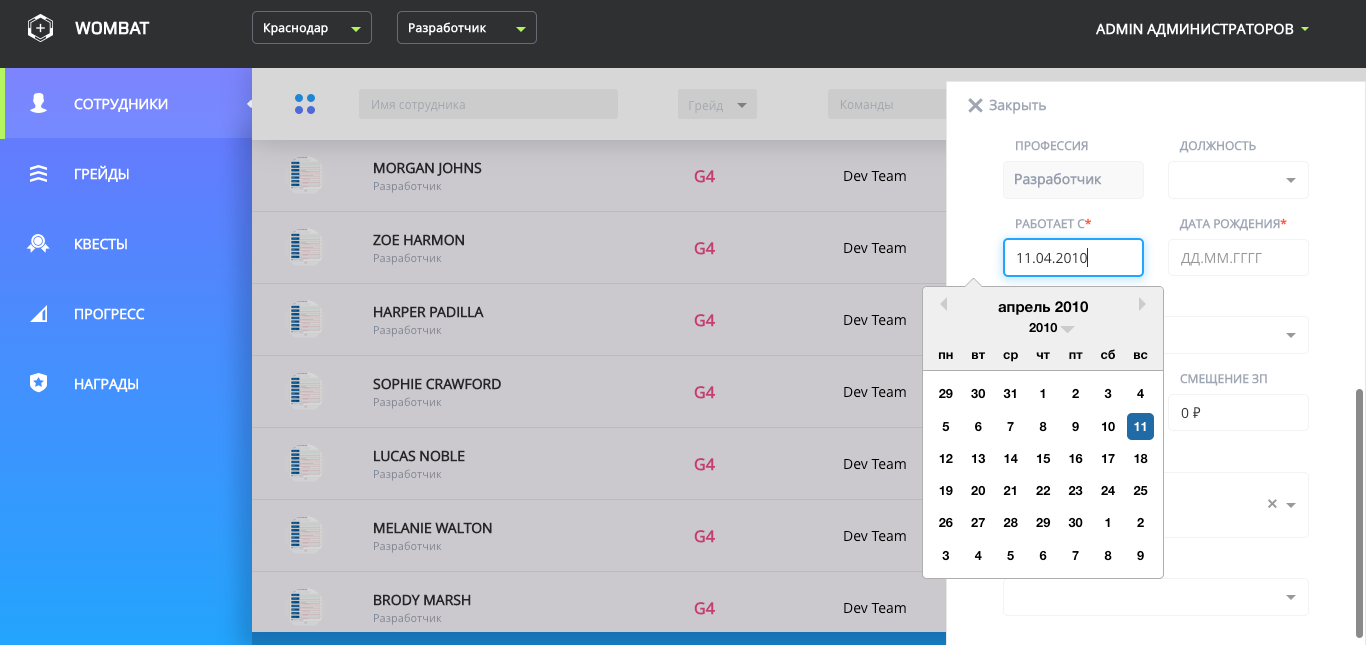 WOMBAT
Краснодар
Разработчик
ADMIN АДМИНИСТРАТОРОВ
СОТРУДНИКИ
ГРЕЙДЫ
КВЕСТЫ
ПРОГРЕСС
НАГРАДЫ
Имя сотрудника
Грейд
Команды
MORGAN JOHNS
Разработчик
G4
Dev Team
ZOE HARMON
Разработчик
G4
Dev Team
HARPER PADILLA
Разработчик
G4
Dev Team
SOPHIE CRAWFORD
Разработчик
G4
Dev Team
LUCAS NOBLE
Разработчик
G4
Dev Team
MELANIE WALTON
Разработчик
G4
Dev Team
BRODY MARSH
Разработчик
G4
Dev Team
Закрыть
ПРОФЕССИЯ
ДОЛЖНОСТЬ
Разработчик
РАБОТАЕТ С*
ДАТА РОЖДЕНИЯ*
11.04.2010
ДД.ММ.ГГГГ
апрель 2010
2010
пн вт ср чт пт сб вс
29 30 31 1 2 3 4
5 6 7 8 9 10 11
12 13 14 15 16 17 18
19 20 21 22 23 24 25
26 27 28 29 30 1 2
3 4 5 6 7 8 9
СМЕЩЕНИЕ ЗП
0 ₽